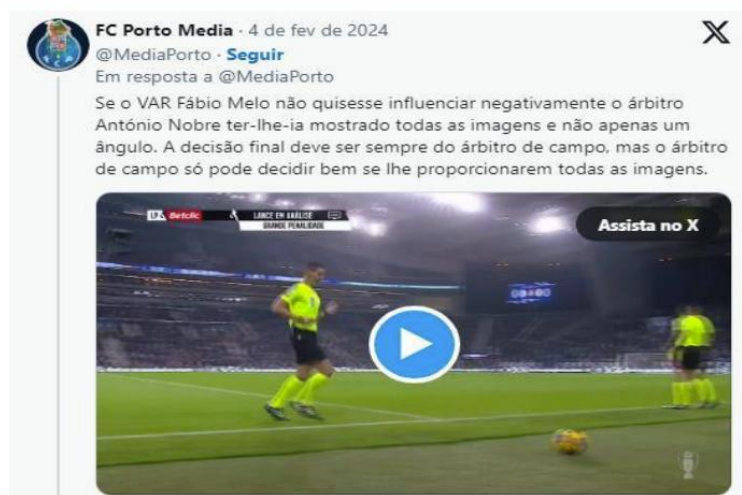 FC Porto Media · 4 de fev de 2024
@MediaPorto · Seguir
Em resposta a @MediaPorto
Se o VAR Fábio Melo não quisesse influenciar negativamente o árbitro
António Nobre ter-lhe-ia mostrado todas as imagens e não apenas um
ângulo. A decisão final deve ser sempre do árbitro de campo, mas o árbitro
de campo só pode decidir bem se lhe proporcionarem todas as imagens.
Betclic LANCE EM ANÁLISE
GRANDE PENALIDADE
Assista no X